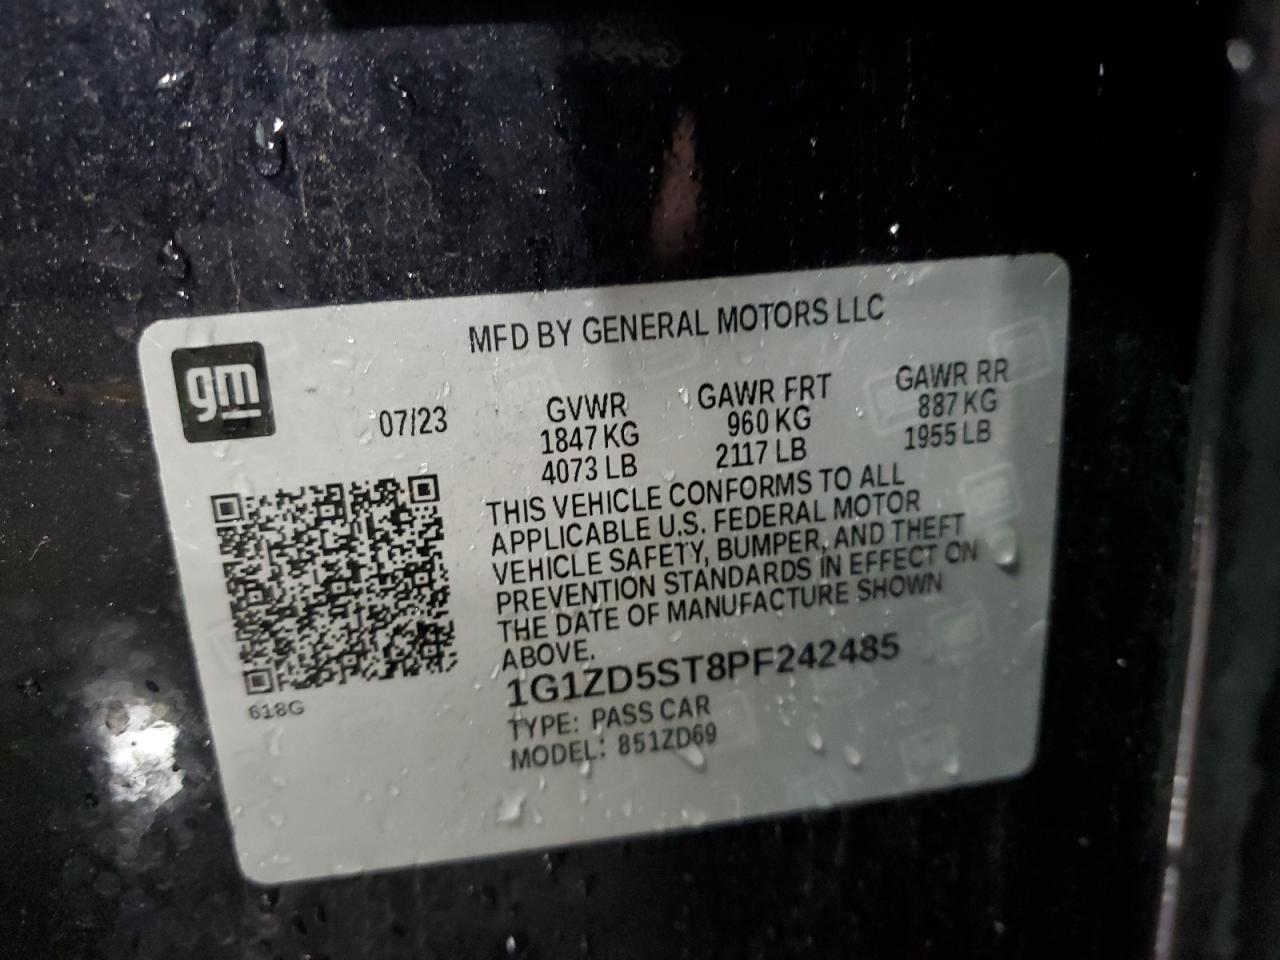 MFD BY GENERAL MOTORS LLC
gm
07/23
GVWR
1847 KG
4073 LB
GAWR FRT
960 KG
2117 LB
GAWR RR
887 KG
1955 LB
THIS VEHICLE CONFORMS TO ALL
APPLICABLE U.S. FEDERAL MOTOR
VEHICLE SAFETY, BUMPER, AND THEFT
PREVENTION STANDARDS IN EFFECT ON
THE DATE OF MANUFACTURE SHOWN
ABOVE.
1G1ZD5ST8PF242485
TYPE: PASS CAR
MODEL: 851ZD69
618G